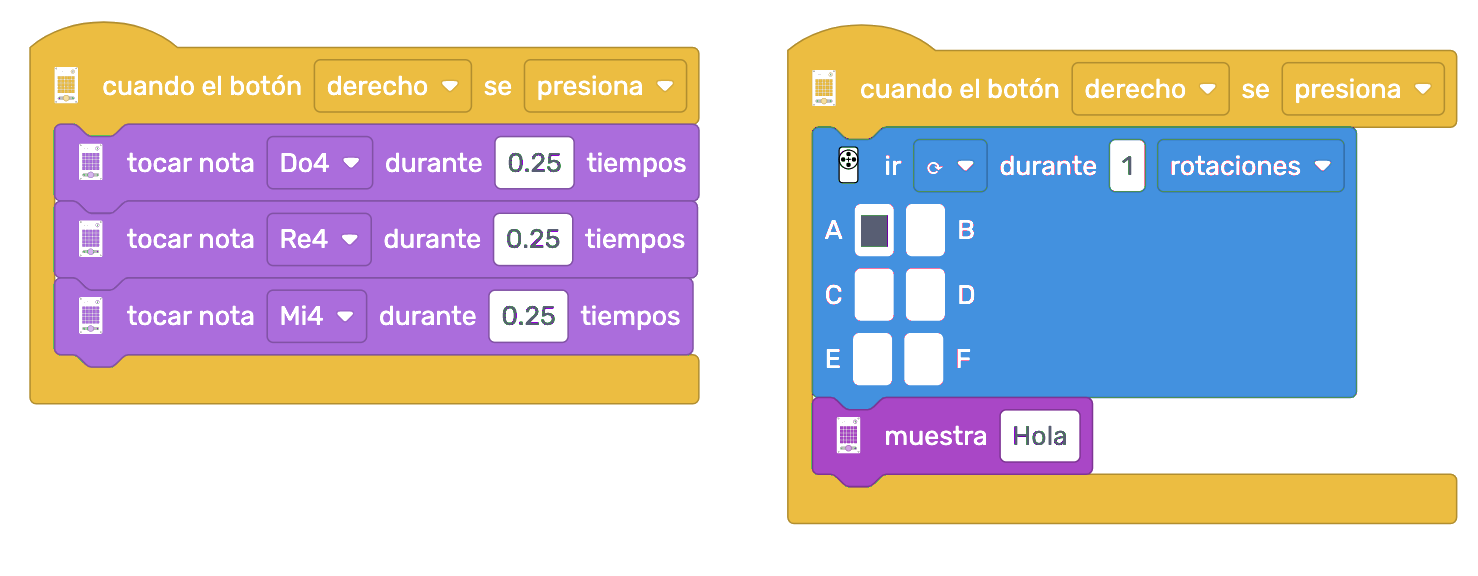 cuando el botón derecho se presiona
tocar nota Do4 durante 0.25 tiempos
tocar nota Re4 durante 0.25 tiempos
tocar nota Mi4 durante 0.25 tiempos
cuando el botón derecho se presiona
ir ⟳ durante 1 rotaciones
A B
C D
E F
muestra Hola